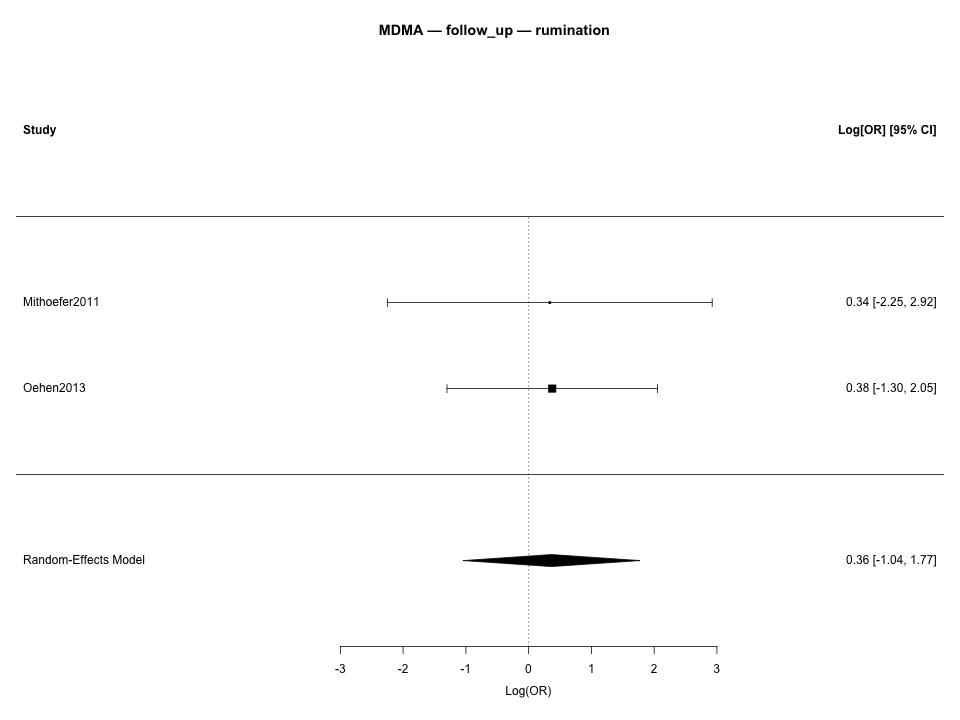 MDMA — follow_up — rumination
Study Log[OR] [95% CI]
Mithoefer2011 0.34 [-2.25, 2.92]
Oehen2013 0.38 [-1.30, 2.05]
Random-Effects Model 0.36 [-1.04, 1.77]
-3 -2 -1 0 1 2 3
Log(OR)